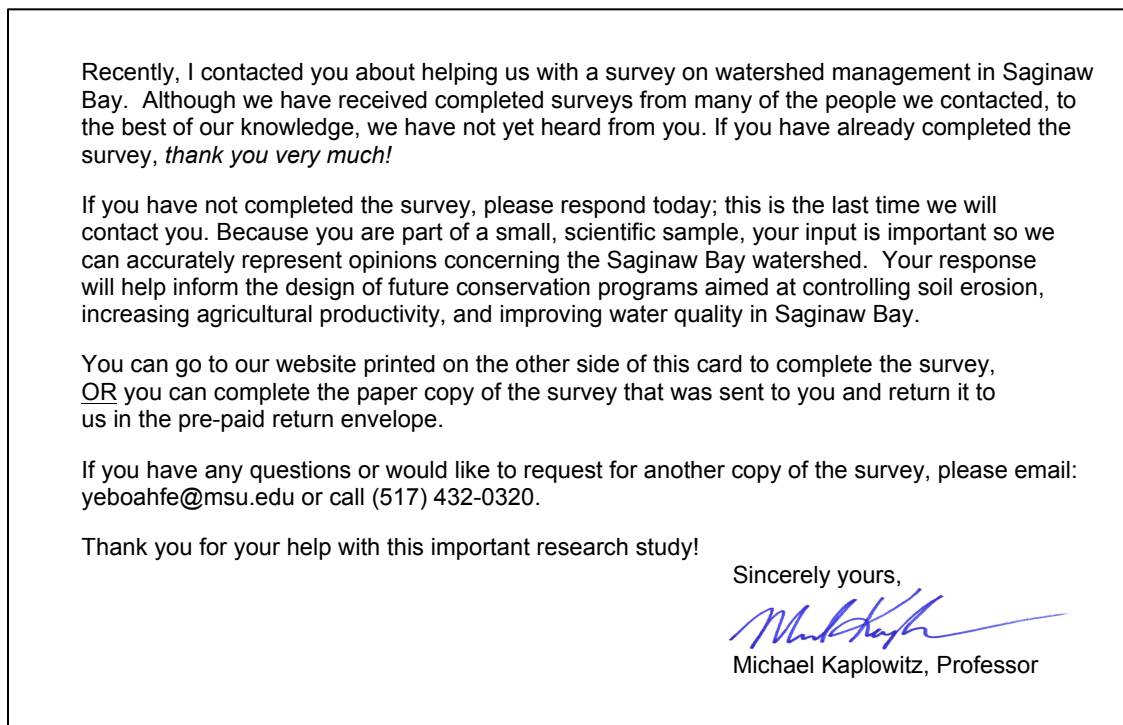 Recently, I contacted you about helping us with a survey on watershed management in Saginaw
Bay.  Although we have received completed surveys from many of the people we contacted, to
the best of our knowledge, we have not yet heard from you. If you have already completed the
survey, thank you very much!
If you have not completed the survey, please respond today; this is the last time we will
contact you. Because you are part of a small, scientific sample, your input is important so we
can accurately represent opinions concerning the Saginaw Bay watershed.  Your response
will help inform the design of future conservation programs aimed at controlling soil erosion,
increasing agricultural productivity, and improving water quality in Saginaw Bay.
You can go to our website printed on the other side of this card to complete the survey,
OR you can complete the paper copy of the survey that was sent to you and return it to
us in the pre-paid return envelope.
If you have any questions or would like to request for another copy of the survey, please email:
yeboahfe@msu.edu or call (517) 432-0320.
Thank you for your help with this important research study!
Sincerely yours,
Michael Kaplowitz, Professor